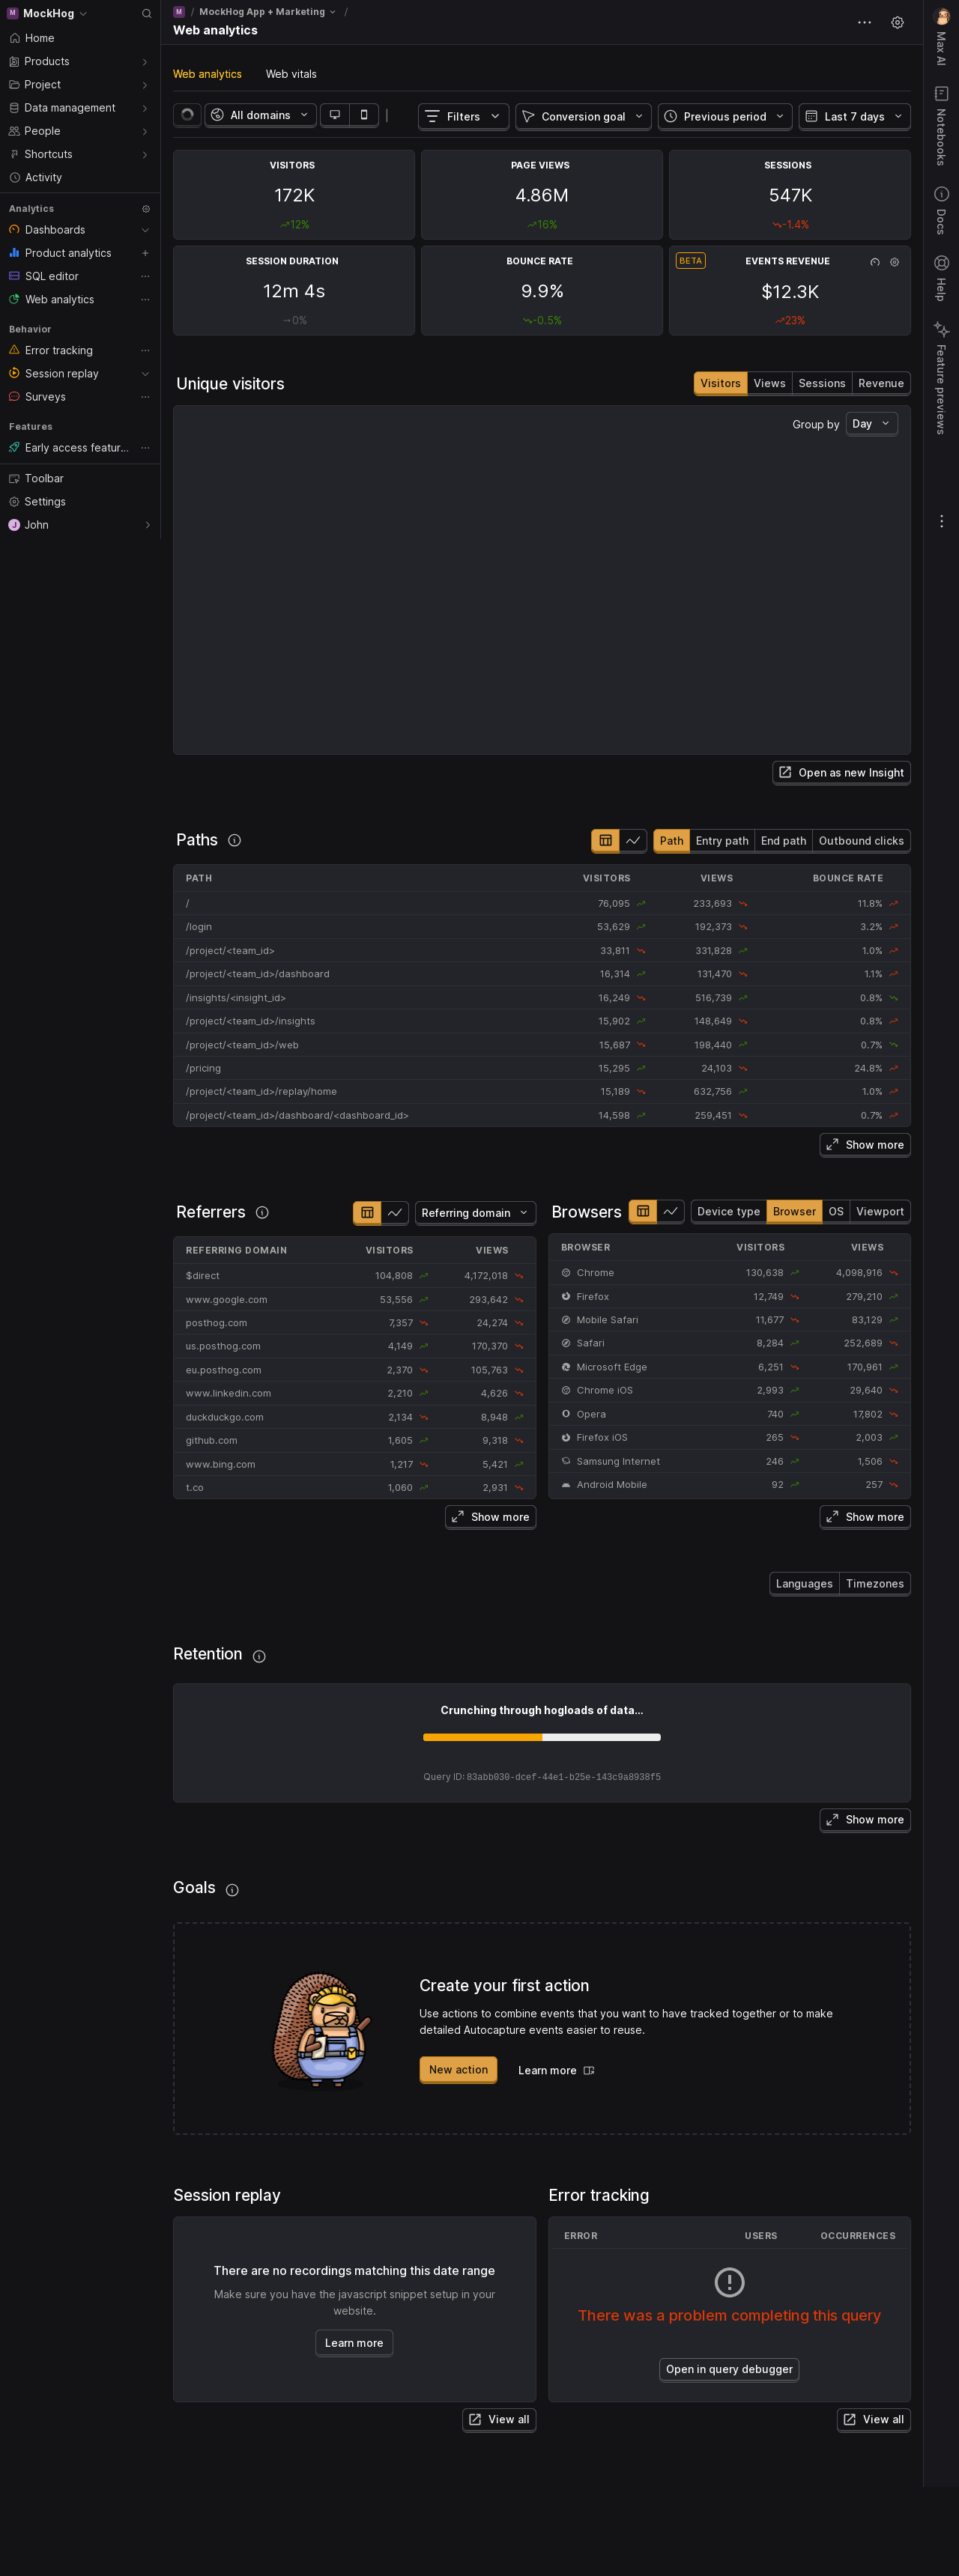 M MockHog
Home
Products
Project
Data management
People
Shortcuts
Activity
Analytics
Dashboards
Product analytics
SQL editor
Web analytics
Behavior
Error tracking
Session replay
Surveys
Features
Early access featur...
Toolbar
Settings
J John
M / MockHog App + Marketing /
Web analytics
Web analytics Web vitals
All domains Filters Conversion goal Previous period Last 7 days
VISITORS PAGE VIEWS SESSIONS
172K 4.86M 547K
12% 16% -1.4%
SESSION DURATION BOUNCE RATE BETA EVENTS REVENUE
12m 4s 9.9% $12.3K
0% -0.5% 23%
Unique visitors Visitors Views Sessions Revenue
Group by Day
Open as new Insight
Paths Path Entry path End path Outbound clicks
PATH VISITORS VIEWS BOUNCE RATE
/ 76,095 233,693 11.8%
/login 53,629 192,373 3.2%
/project/<team_id> 33,811 331,828 1.0%
/project/<team_id>/dashboard 16,314 131,470 1.1%
/insights/<insight_id> 16,249 516,739 0.8%
/project/<team_id>/insights 15,902 148,649 0.8%
/project/<team_id>/web 15,687 198,440 0.7%
/pricing 15,295 24,103 24.8%
/project/<team_id>/replay/home 15,189 632,756 1.0%
/project/<team_id>/dashboard/<dashboard_id> 14,598 259,451 0.7%
Show more
Referrers Referring domain
REFERRING DOMAIN VISITORS VIEWS
$direct 104,808 4,172,018
www.google.com 53,556 293,642
posthog.com 7,357 24,274
us.posthog.com 4,149 170,370
eu.posthog.com 2,370 105,763
www.linkedin.com 2,210 4,626
duckduckgo.com 2,134 8,948
github.com 1,605 9,318
www.bing.com 1,217 5,421
t.co 1,060 2,931
Show more
Browsers Device type Browser OS Viewport
BROWSER VISITORS VIEWS
Chrome 130,638 4,098,916
Firefox 12,749 279,210
Mobile Safari 11,677 83,129
Safari 8,284 252,689
Microsoft Edge 6,251 170,961
Chrome iOS 2,993 29,640
Opera 740 17,802
Firefox iOS 265 2,003
Samsung Internet 246 1,506
Android Mobile 92 257
Show more
Languages Timezones
Retention
Crunching through hogloads of data...
Query ID: 83abb030-dcef-44e1-b25e-143c9a8938f5
Show more
Goals
Create your first action
Use actions to combine events that you want to have tracked together or to make
detailed Autocapture events easier to reuse.
New action Learn more
Session replay
There are no recordings matching this date range
Make sure you have the javascript snippet setup in your
website.
Learn more
View all
Error tracking
ERROR USERS OCCURRENCES
There was a problem completing this query
Open in query debugger
View all
Max AI
Notebooks
Docs
Help
Feature previews